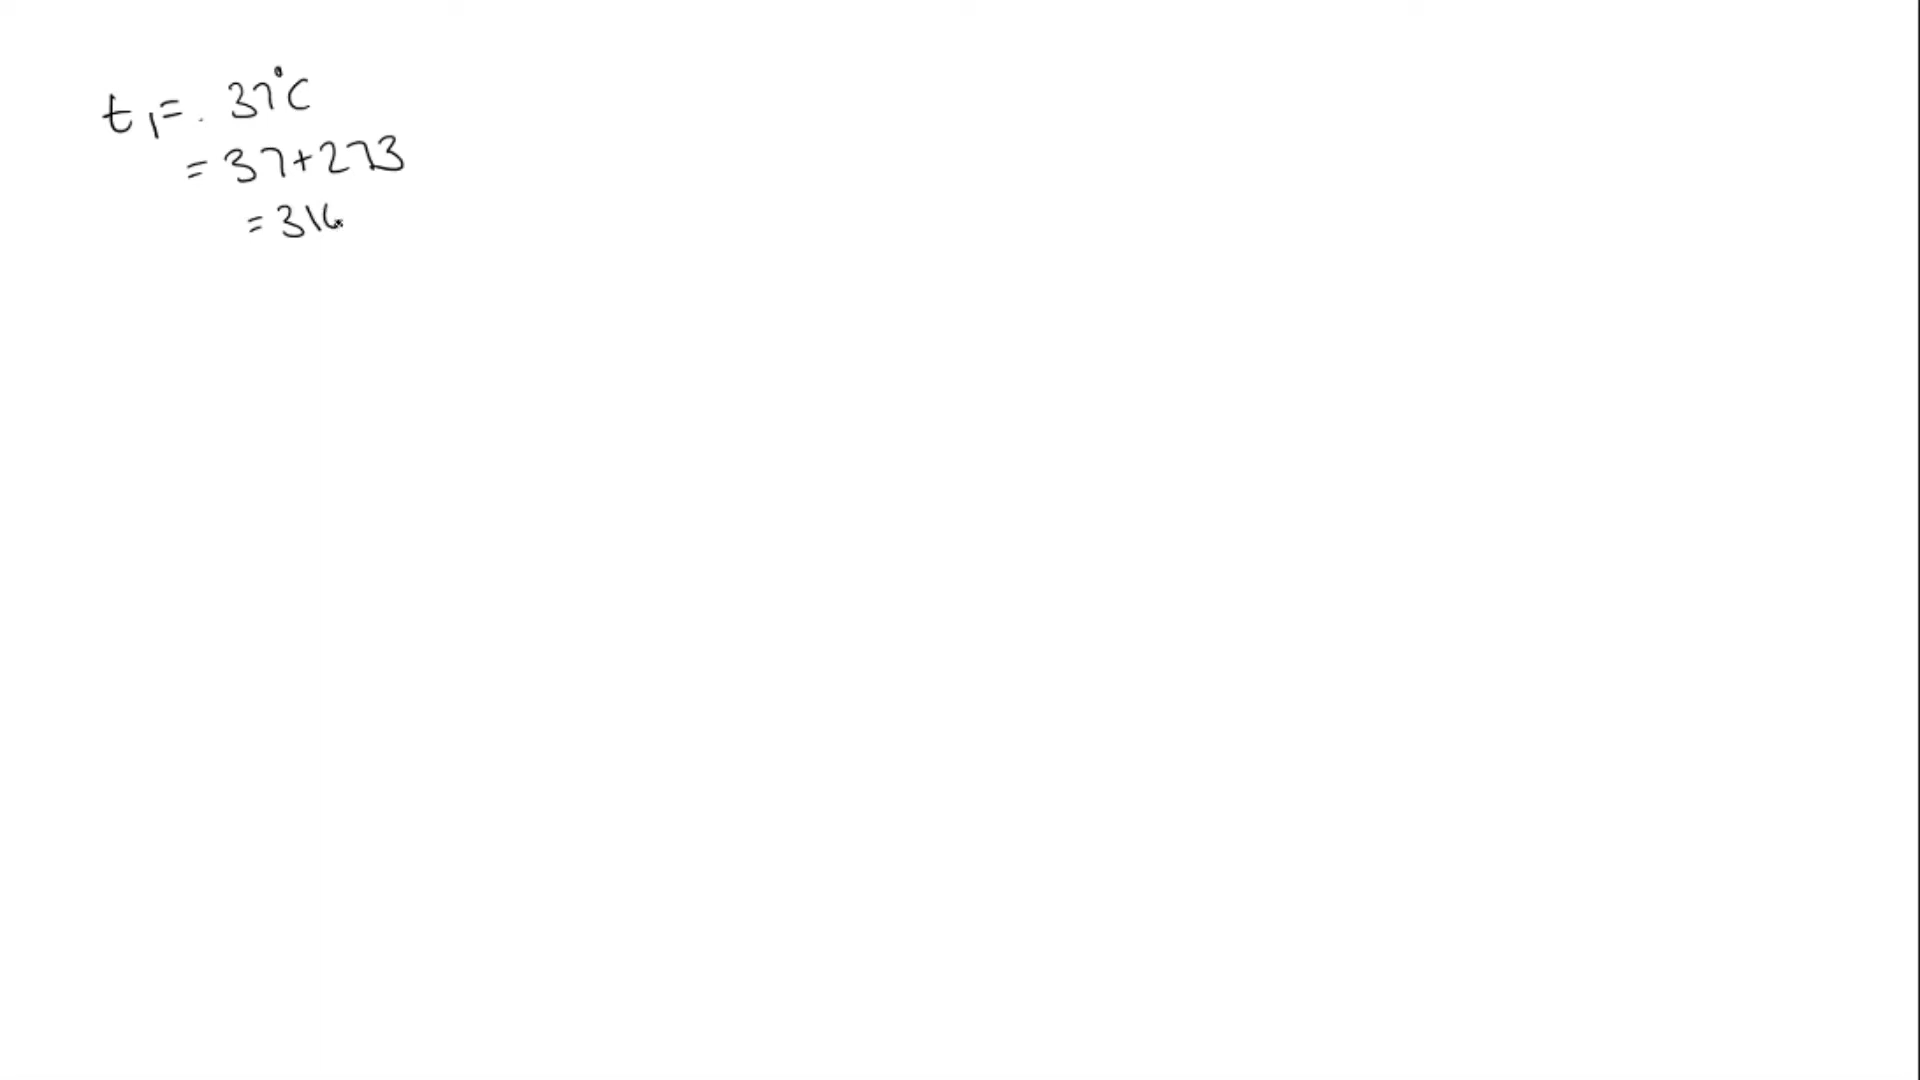 t₁ = . 37°C
= 37+273
= 316